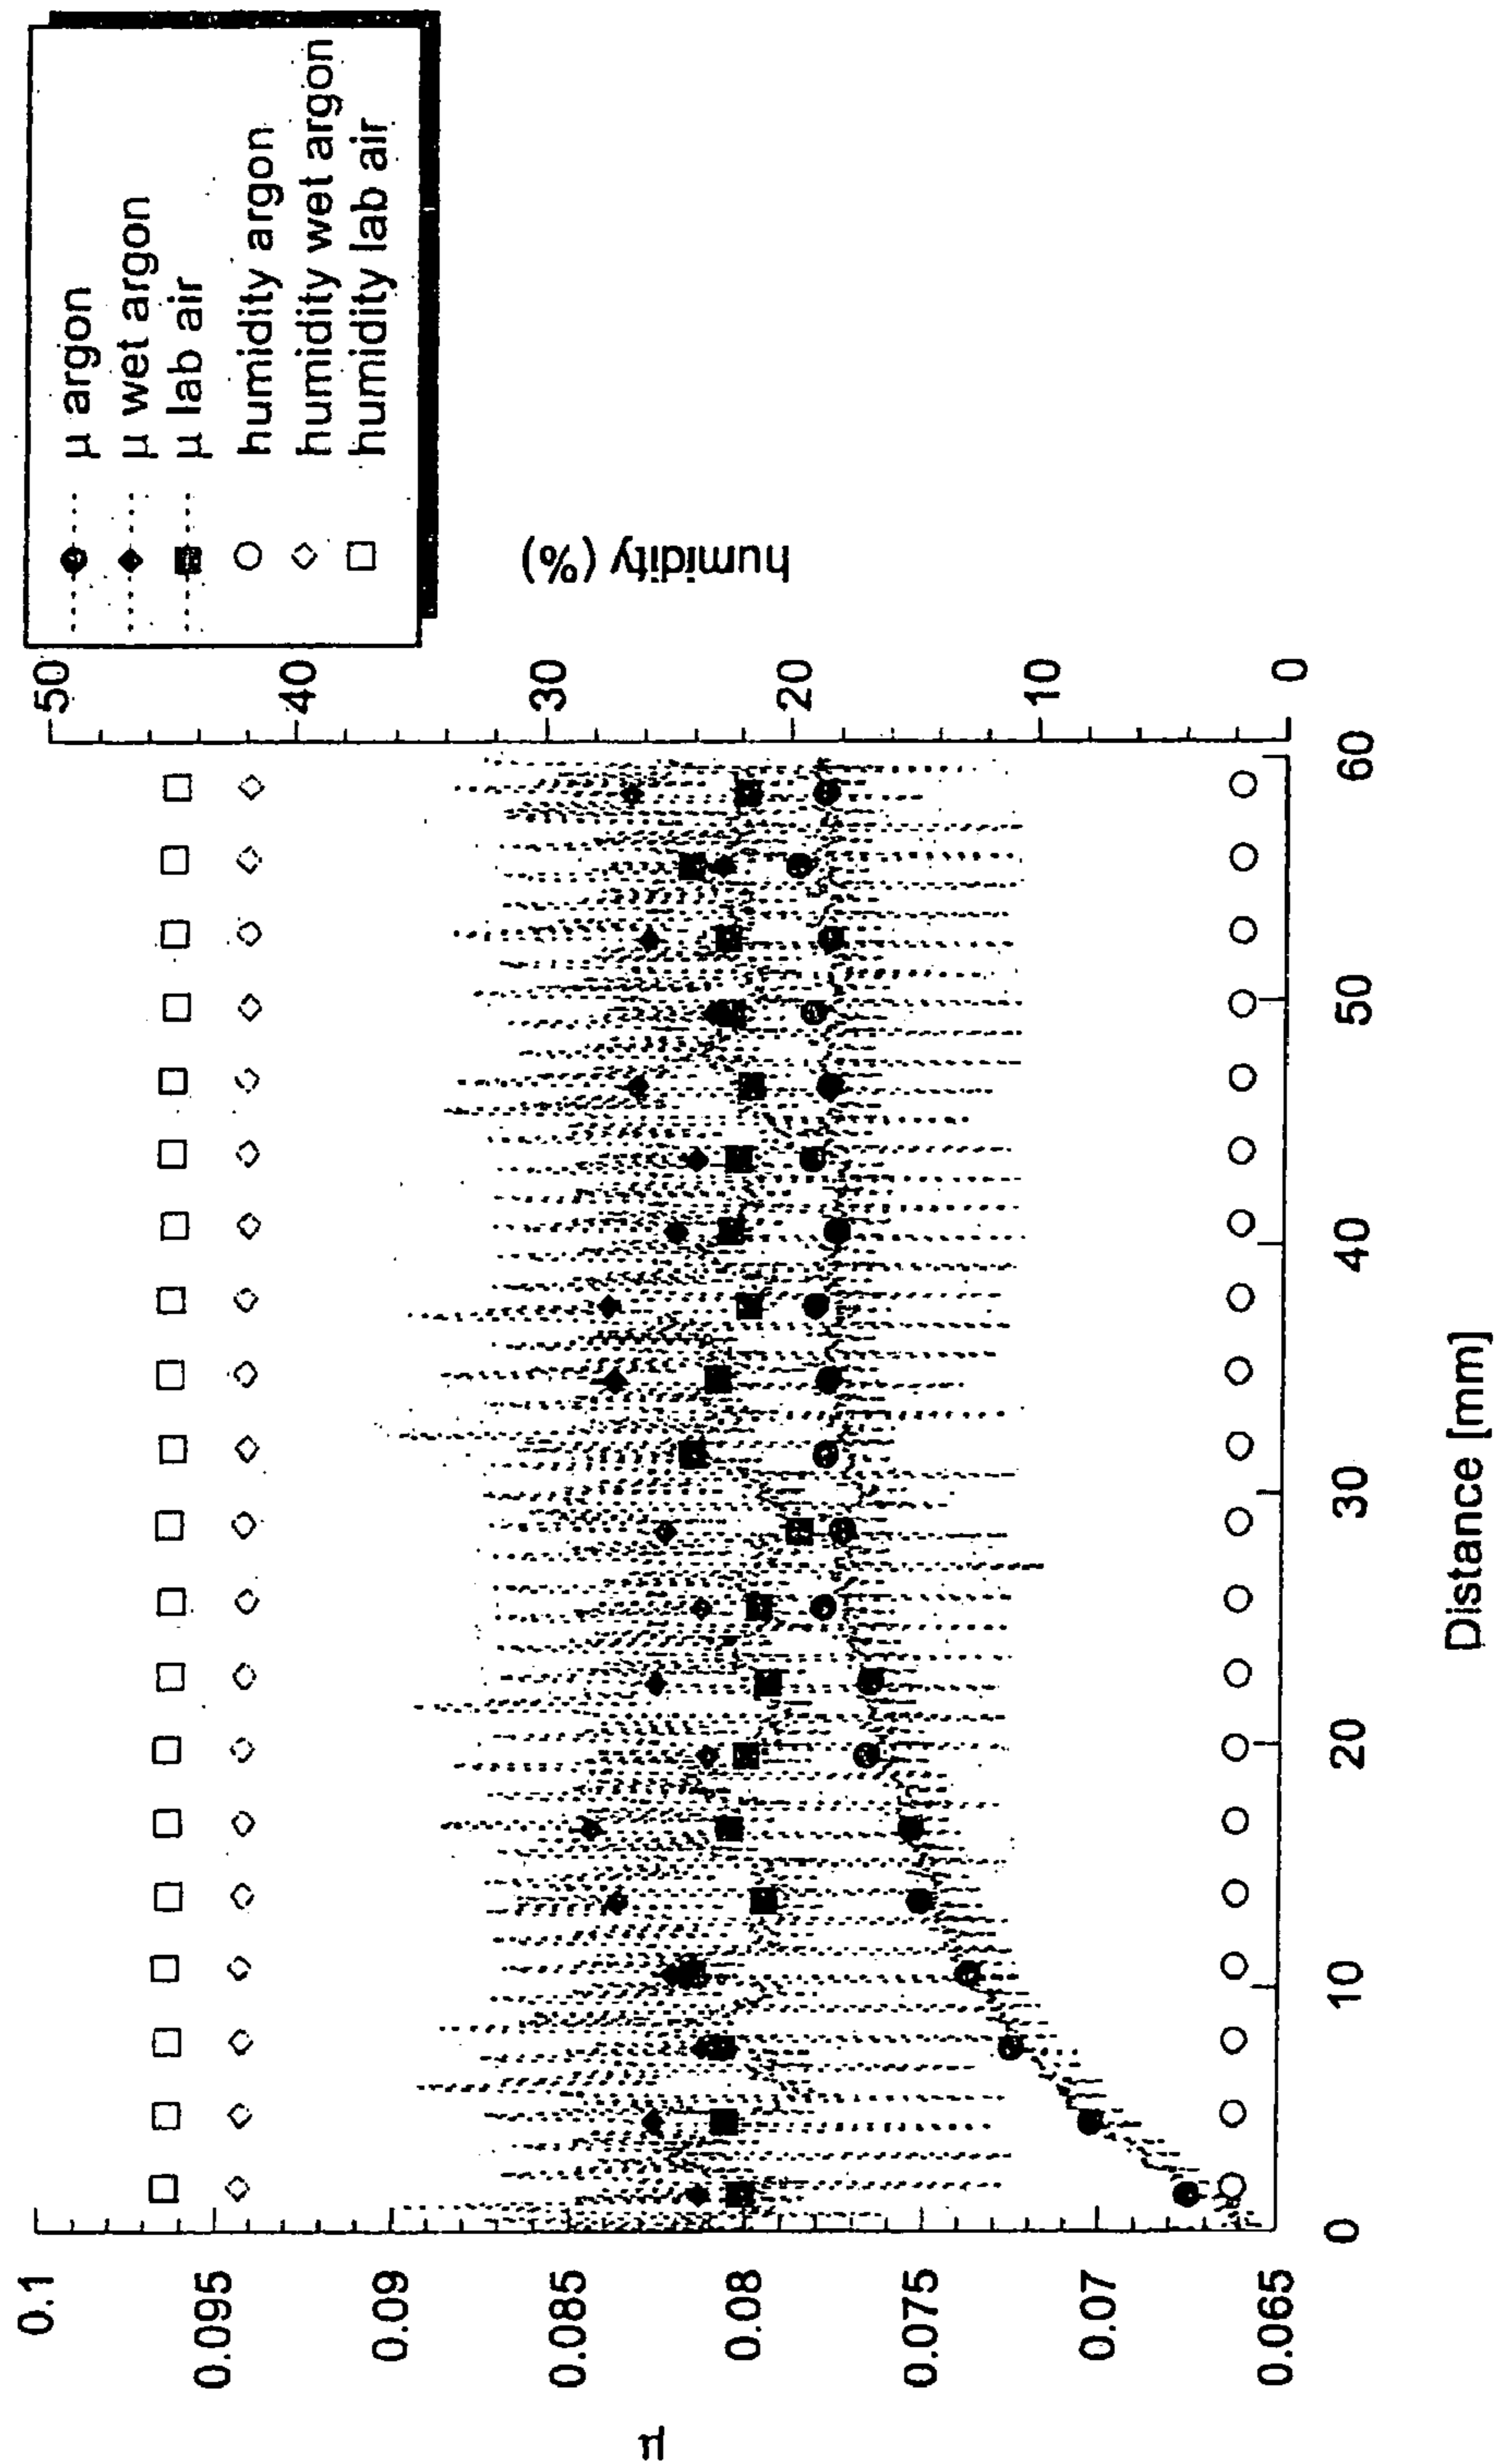 μ argon
μ wet argon
μ lab air
humidity argon
humidity wet argon
humidity lab air
μ
0.1
0.095
0.09
0.085
0.08
0.075
0.07
0.065
0
10
20
30
40
50
60
Distance [mm]
50
40
30
20
10
0
humidity (%)